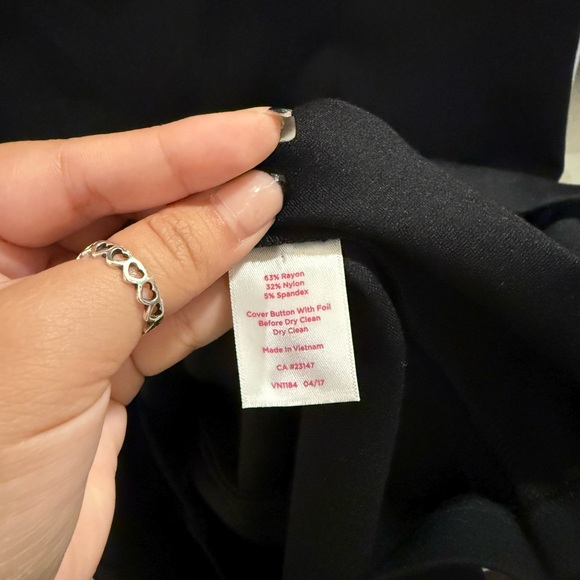 63% Rayon
32% Nylon
5% Spandex
Cover Button With Foil
Before Dry Clean
Dry Clean
Made In Vietnam
CA #23147
VN1184 04/17